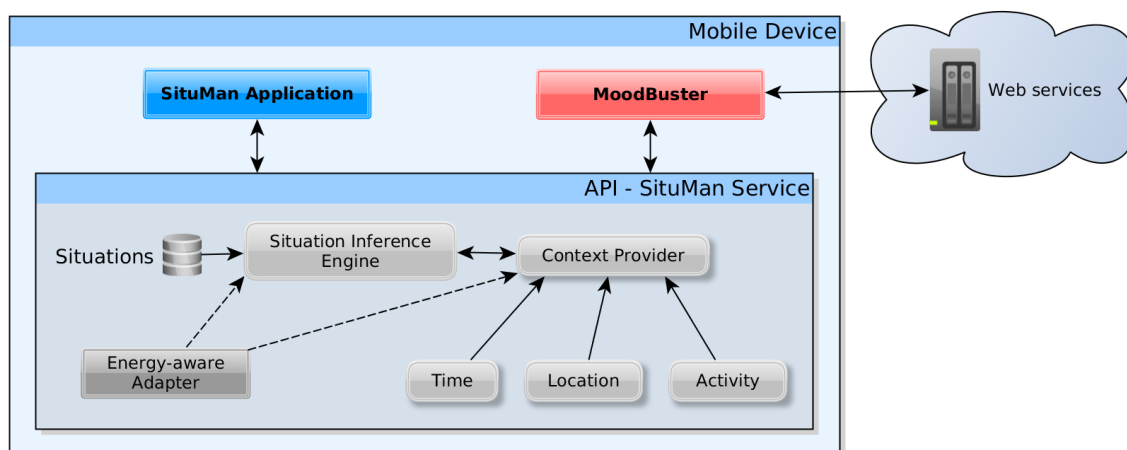 Mobile Device
SituMan Application
MoodBuster
Web services
API - SituMan Service
Situations
Situation Inference
Engine
Context Provider
Energy-aware
Adapter
Time
Location
Activity